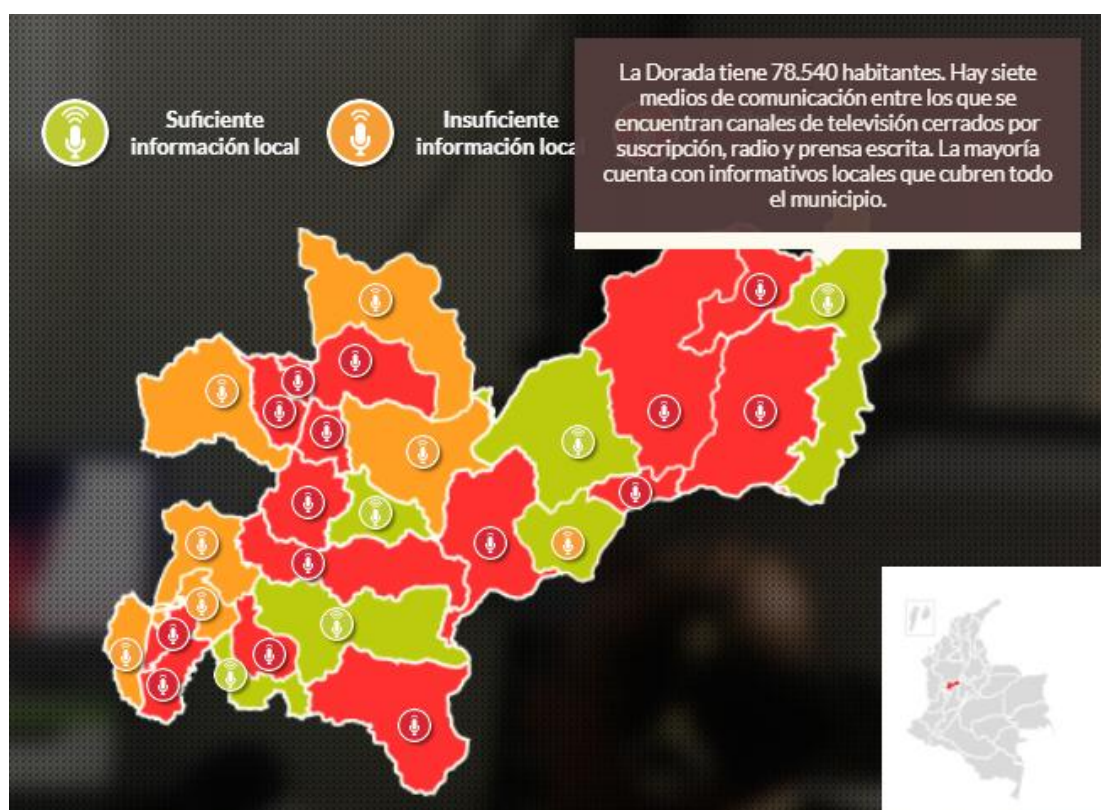 Suficiente
información local
Insuficiente
información loca
La Dorada tiene 78.540 habitantes. Hay siete
medios de comunicación entre los que se
encuentran canales de televisión cerrados por
suscripción, radio y prensa escrita. La mayoría
cuenta con informativos locales que cubren todo
el municipio.